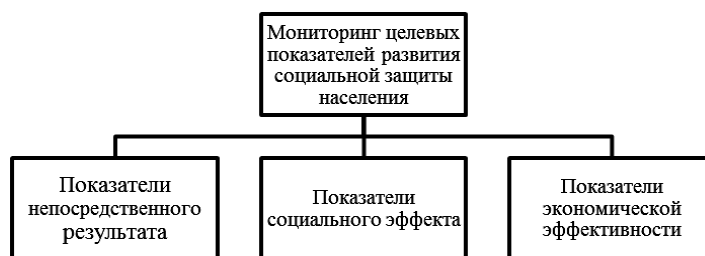 Мониторинг целевых
показателей развития
социальной защиты
населения
Показатели
непосредственного
результата
Показатели
социального эффекта
Показатели
экономической
эффективности